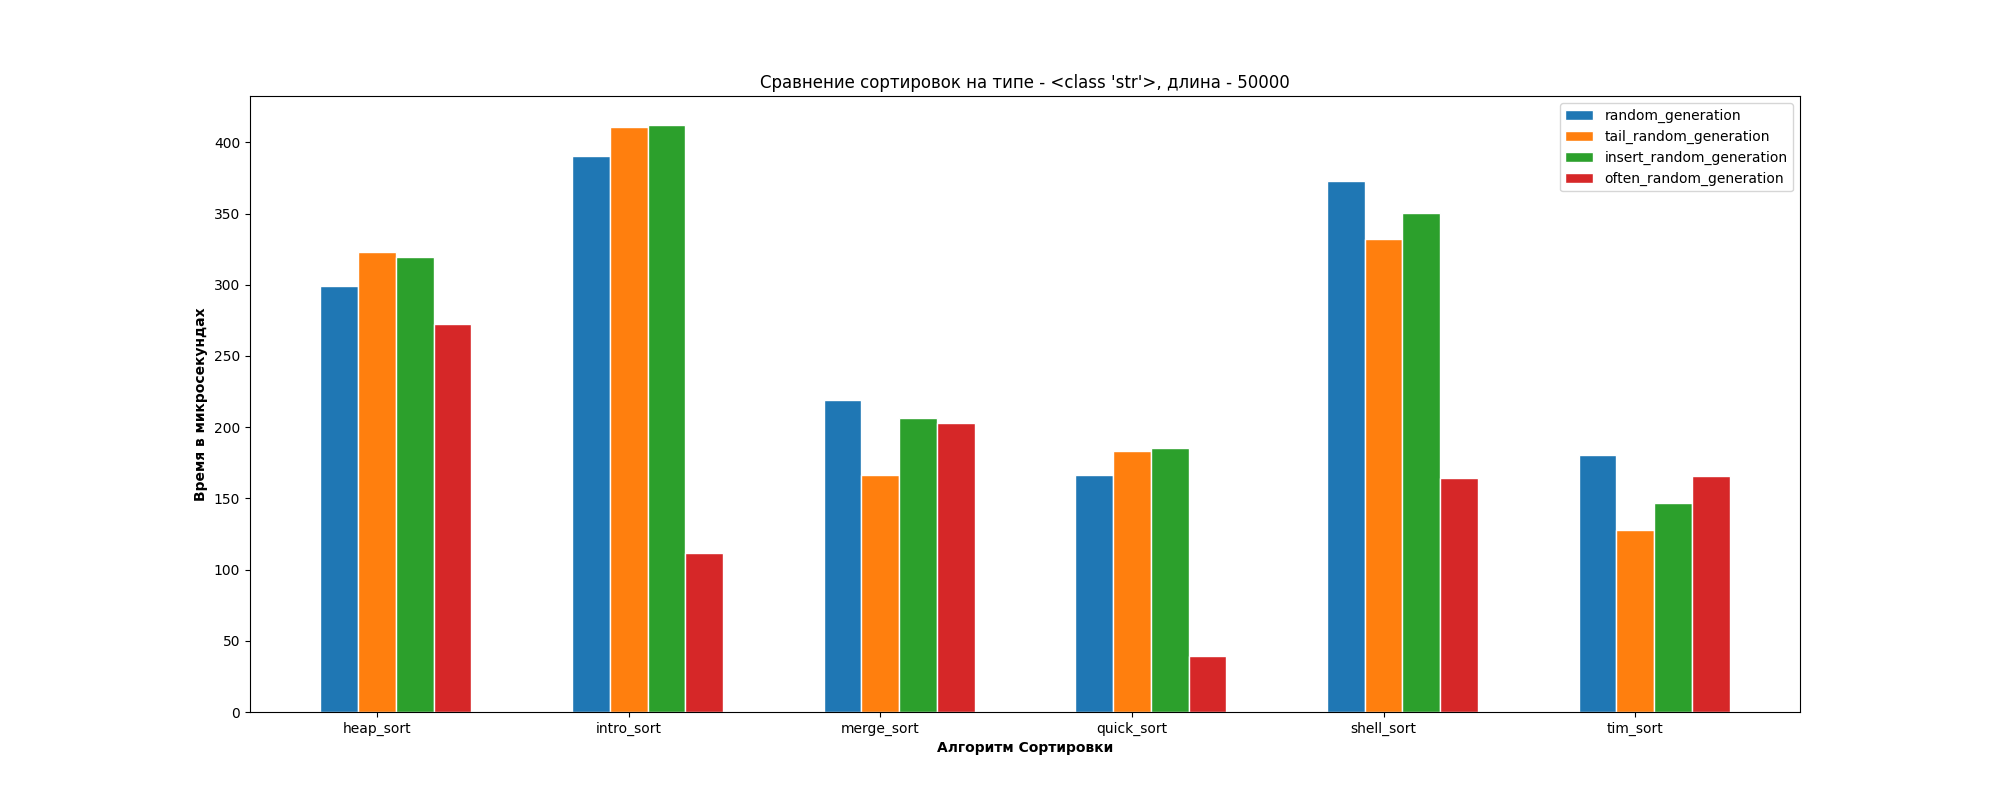 Сравнение сортировок на типе - <class 'str'>, длина - 50000
random_generation
tail_random_generation
insert_random_generation
often_random_generation
Время в микросекундах
400
350
300
250
200
150
100
50
0
heap_sort
intro_sort
merge_sort
quick_sort
shell_sort
tim_sort
Алгоритм Сортировки